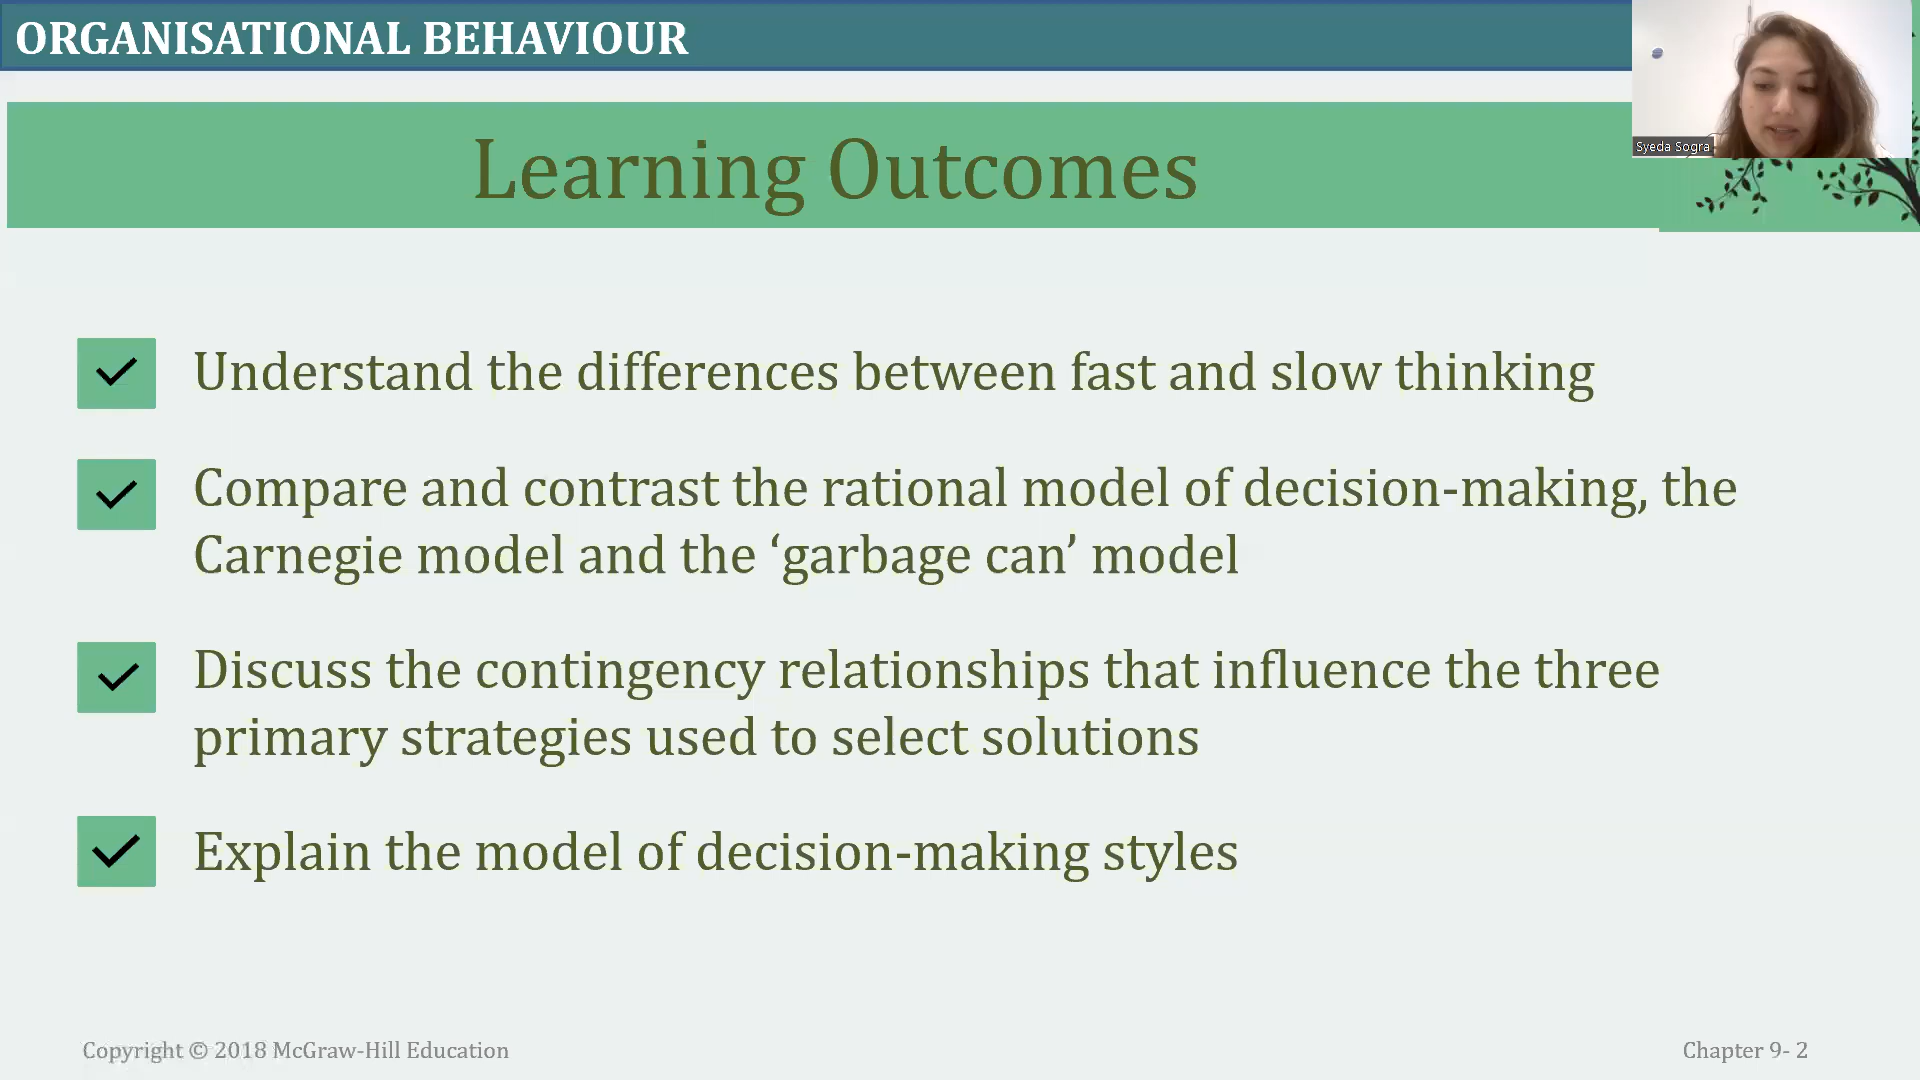 ORGANISATIONAL BEHAVIOUR
Syeda Sogra
Learning Outcomes
Understand the differences between fast and slow thinking
Compare and contrast the rational model of decision-making, the
Carnegie model and the ‘garbage can’ model
Discuss the contingency relationships that influence the three
primary strategies used to select solutions
Explain the model of decision-making styles
Copyright © 2018 McGraw-Hill Education
Chapter 9- 2